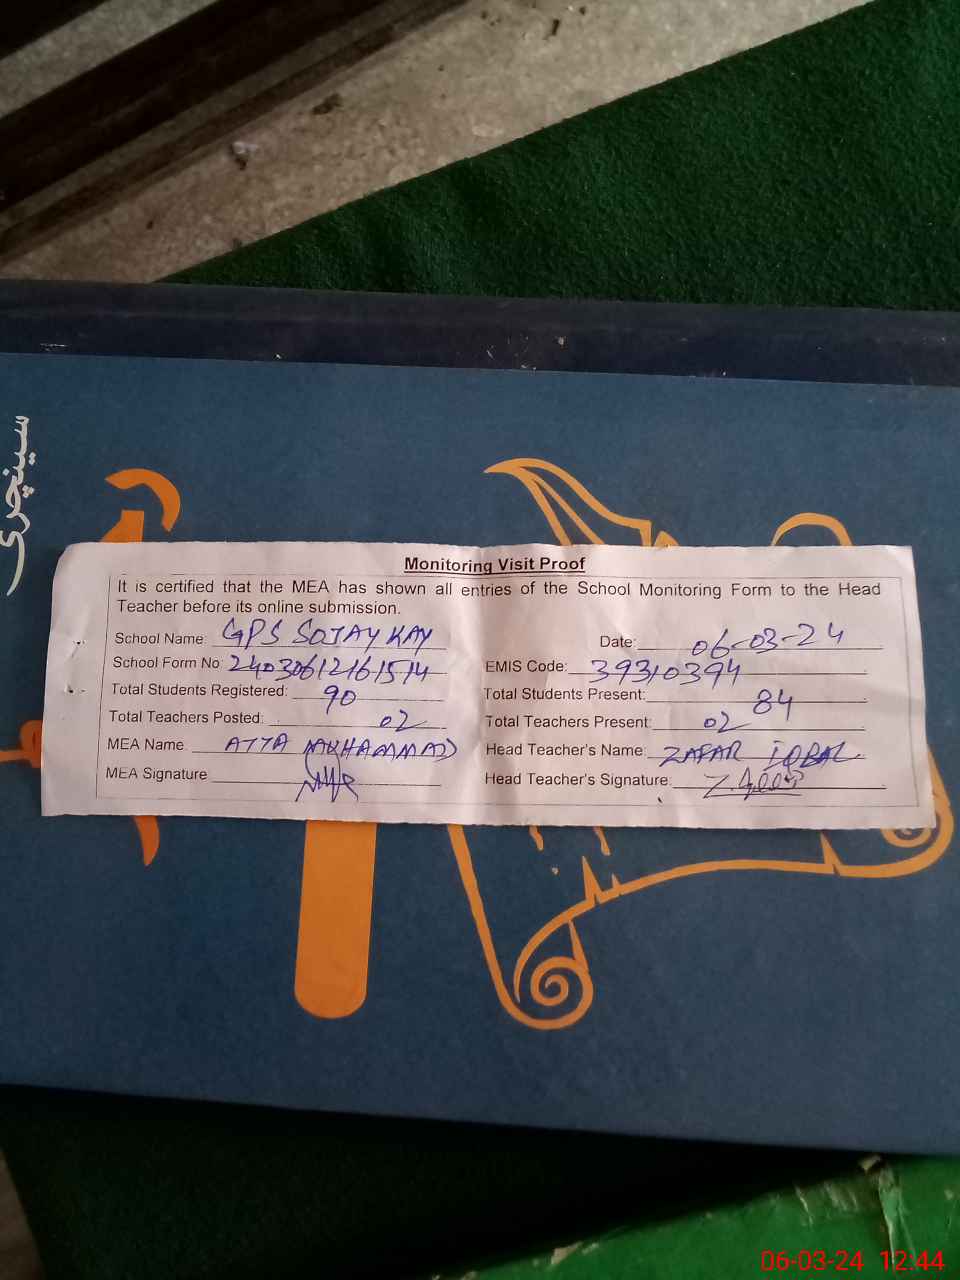 سینچری
Monitoring Visit Proof
It is certified that the MEA has shown all entries of the School Monitoring Form to the Head
Teacher before its online submission.
School Name: GPS SOJAY KAY Date: 06-03-24
School Form No: 24030612161514 EMIS Code: 39310394
Total Students Registered: 90 Total Students Present: 84
Total Teachers Posted: 02 Total Teachers Present: 02
MEA Name: ATTA MUHAMMAD Head Teacher's Name: ZAFAR IQBAL
MEA Signature Head Teacher's Signature:
06-03-24 12:44